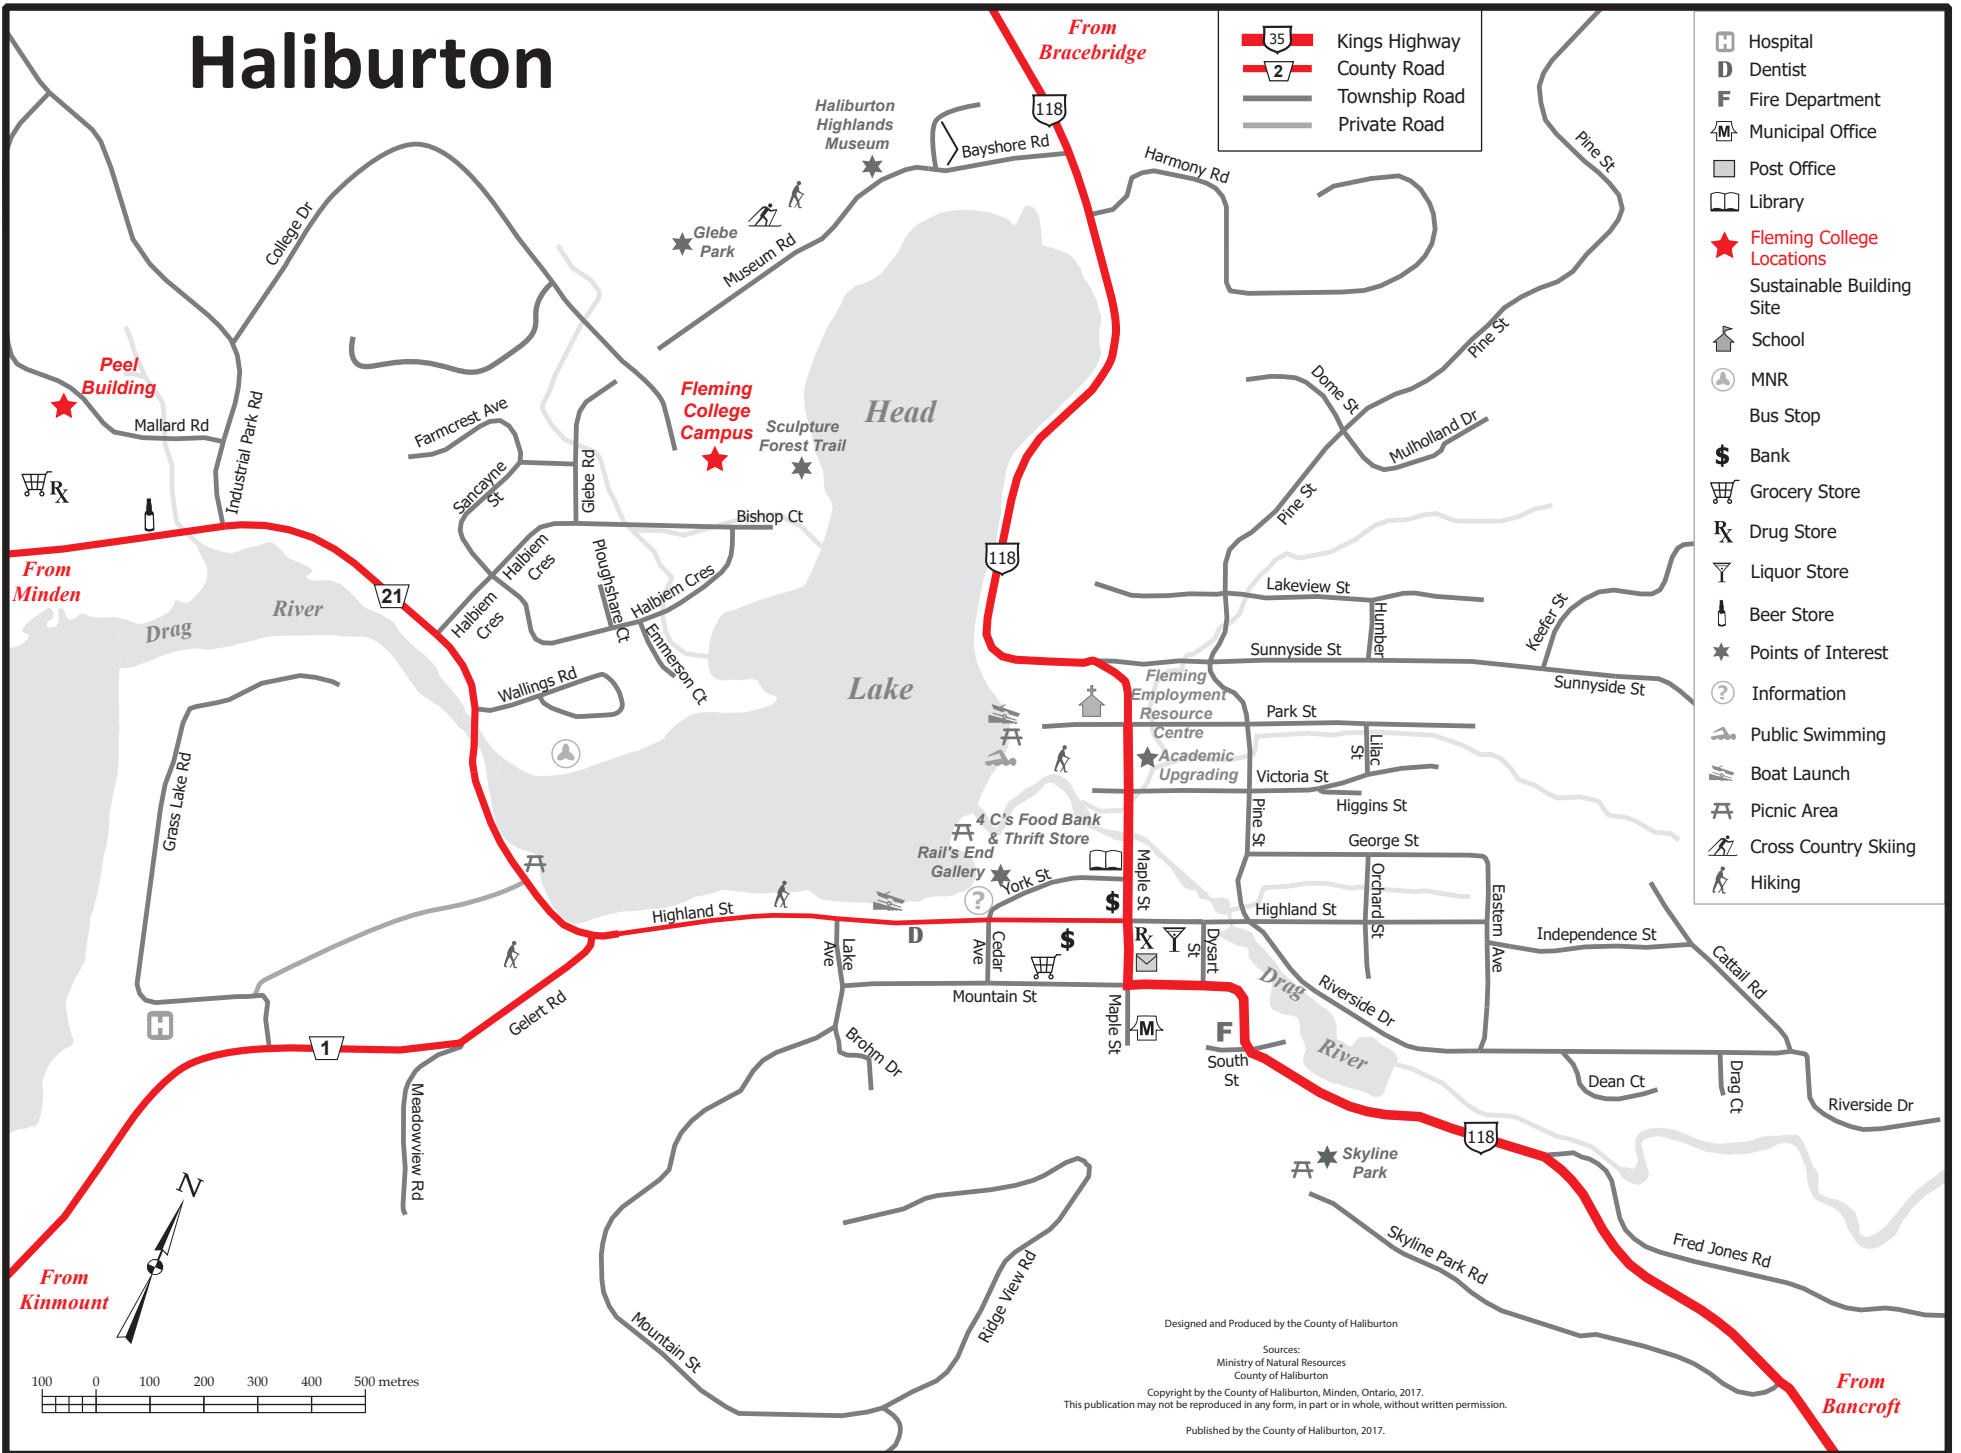 Haliburton
From
Bracebridge
118
35
Kings Highway
2
County Road
Township Road
Private Road
H
Hospital
D
Dentist
F
Fire Department
M
Municipal Office
Post Office
Library
Fleming College
Locations
Sustainable Building
Site
School
MNR
Bus Stop
$
Bank
Grocery Store
Rx
Drug Store
Liquor Store
Beer Store
Points of Interest
?
Information
Public Swimming
Boat Launch
Picnic Area
Cross Country Skiing
Hiking
Haliburton
Highlands
Museum
Bayshore Rd
Harmony Rd
Pine St
College Dr
Glebe
Park
Museum Rd
Pine St
Peel
Building
Mallard Rd
Industrial Park Rd
Farmcrest Ave
Sancayne
St
Glebe Rd
Fleming
College
Campus
Sculpture
Forest Trail
Head
Dome St
Mulholland Dr
Pine St
Rx
Bishop Ct
Halbiem
Cres
Ploughshare Ct
Halbiem Cres
Halbiem
Cres
Emmerson Ct
118
From
Minden
21
River
Drag
Wallings Rd
Lake
Lakeview St
Humber
Keefer St
Sunnyside St
Sunnyside St
Fleming
Employment
Resource
Centre
Academic
Upgrading
Park St
Lilac
St
Victoria St
Higgins St
Grass Lake Rd
4 C's Food Bank
& Thrift Store
Rail's End
Gallery
York St
Maple St
Pine St
George St
Orchard St
Eastern Ave
?
$
Highland St
Highland St
Lake
Ave
D
Cedar
Ave
$
Rx
Dysart
St
Independence St
Cattail Rd
Drag
Riverside Dr
Mountain St
Maple St
M
F
South
St
River
H
Gelert Rd
1
Brohm Dr
Meadowview Rd
Dean Ct
Drag Ct
Riverside Dr
118
Skyline
Park
N
Skyline Park Rd
Fred Jones Rd
From
Kinmount
Ridge View Rd
Mountain St
100 0 100 200 300 400 500 metres
Designed and Produced by the County of Haliburton
Sources:
Ministry of Natural Resources
County of Haliburton
Copyright by the County of Haliburton, Minden, Ontario, 2017.
This publication may not be reproduced in any form, in part or in whole, without written permission.
Published by the County of Haliburton, 2017.
From
Bancroft